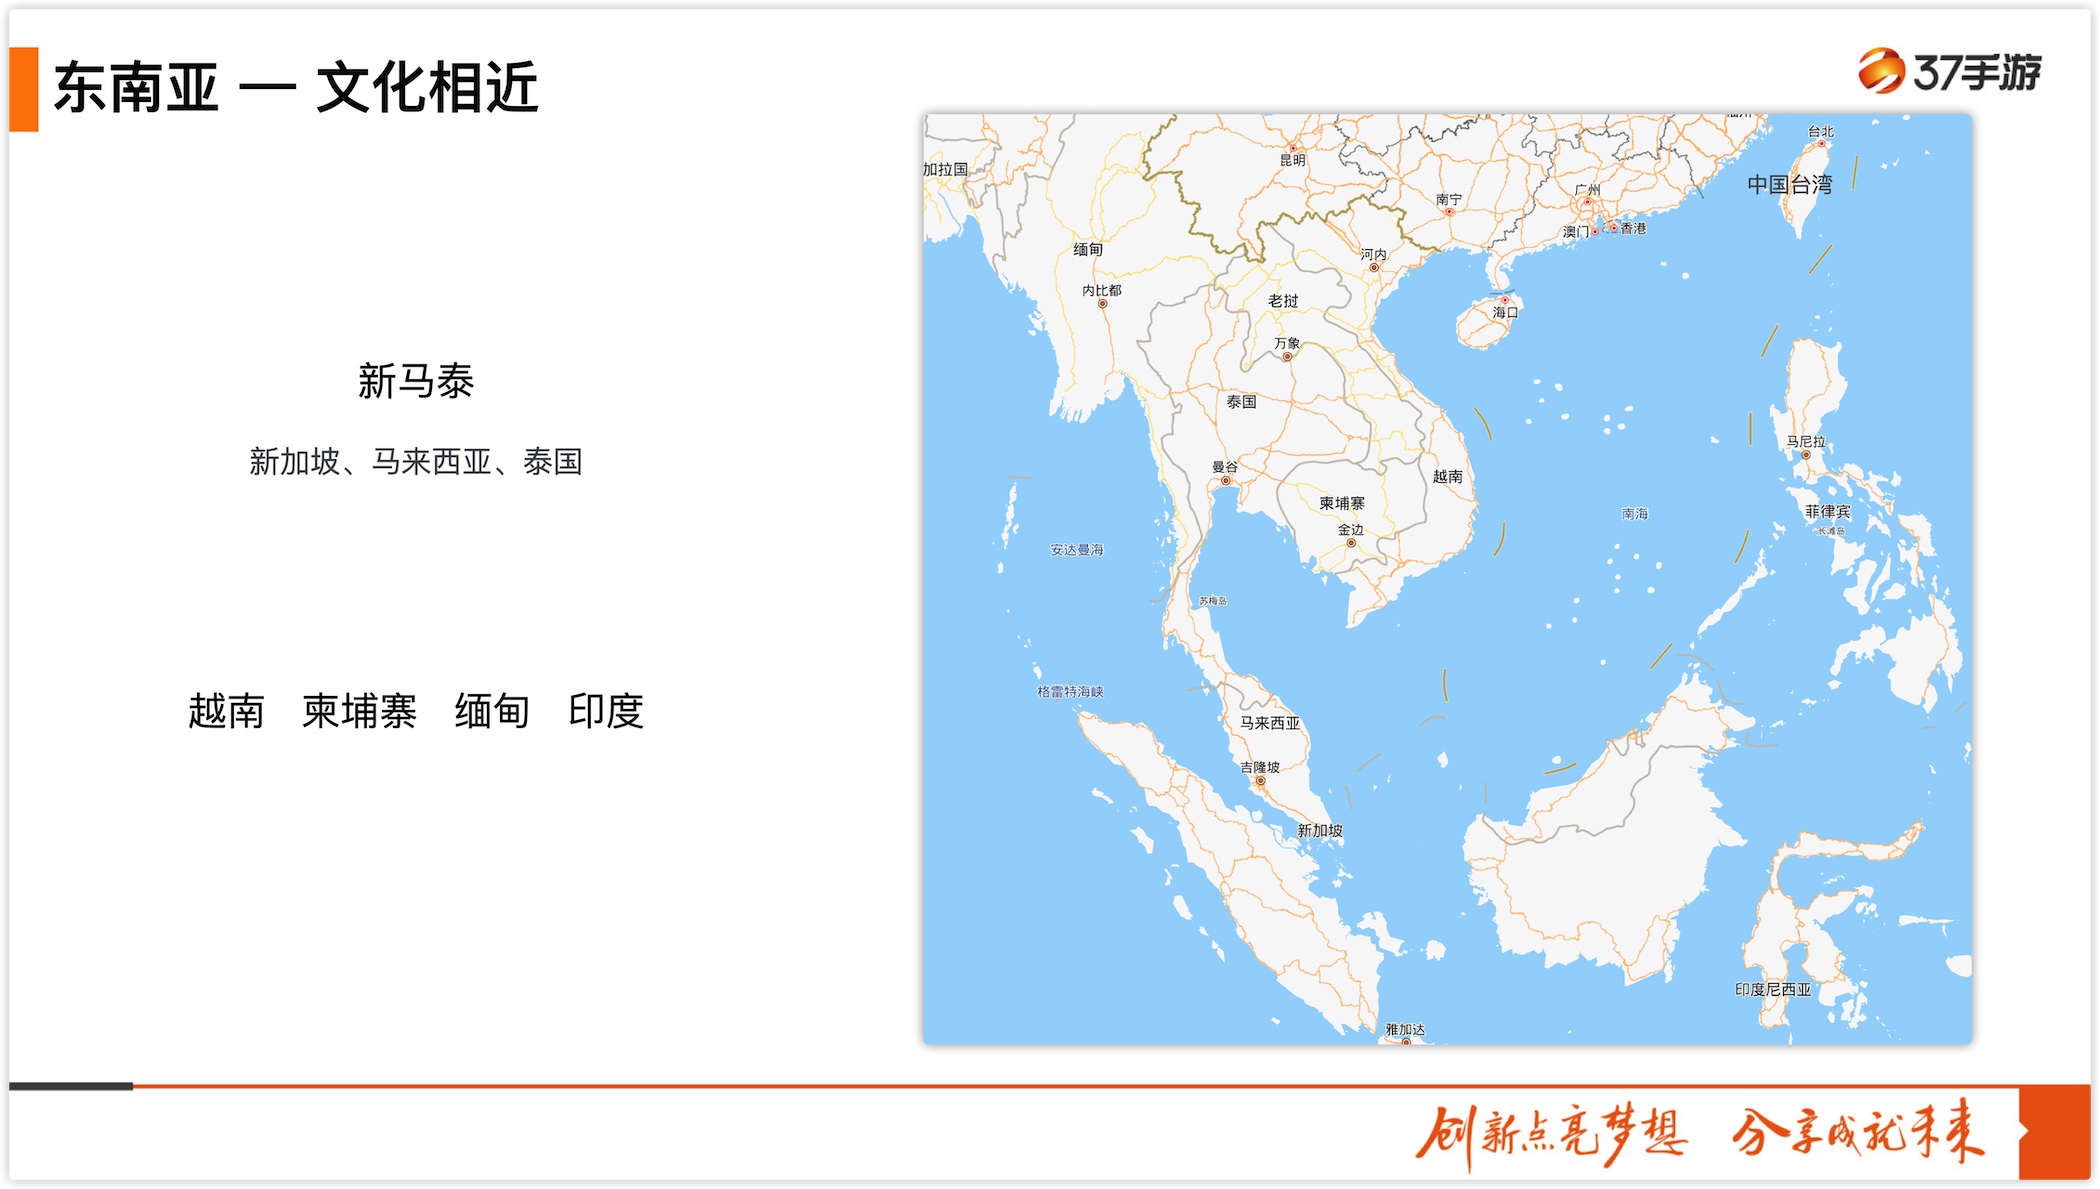 东南亚 — 文化相近
37手游
新马泰
新加坡、马来西亚、泰国
越南 柬埔寨 缅甸 印度
台北
加拉国
昆明
中国台湾
南宁
广州
澳门
香港
缅甸
河内
内比都
老挝
海口
万象
泰国
马尼拉
曼谷
越南
柬埔寨
菲律宾
南海
金边
长滩岛
安达曼海
苏梅岛
格雷特海峡
马来西亚
吉隆坡
新加坡
印度尼西亚
雅加达
创新点亮梦想 分享成就未来